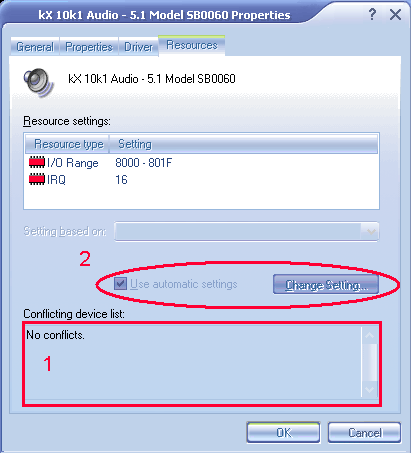 kX 10k1 Audio - 5.1 Model SB0060 Properties
General Properties Driver Resources
kX 10k1 Audio - 5.1 Model SB0060
Resource settings:
Resource type Setting
I/O Range 8000 - 801F
IRQ 16
Setting based on:
2
Use automatic settings Change Setting...
Conflicting device list:
No conflicts.
1
OK Cancel